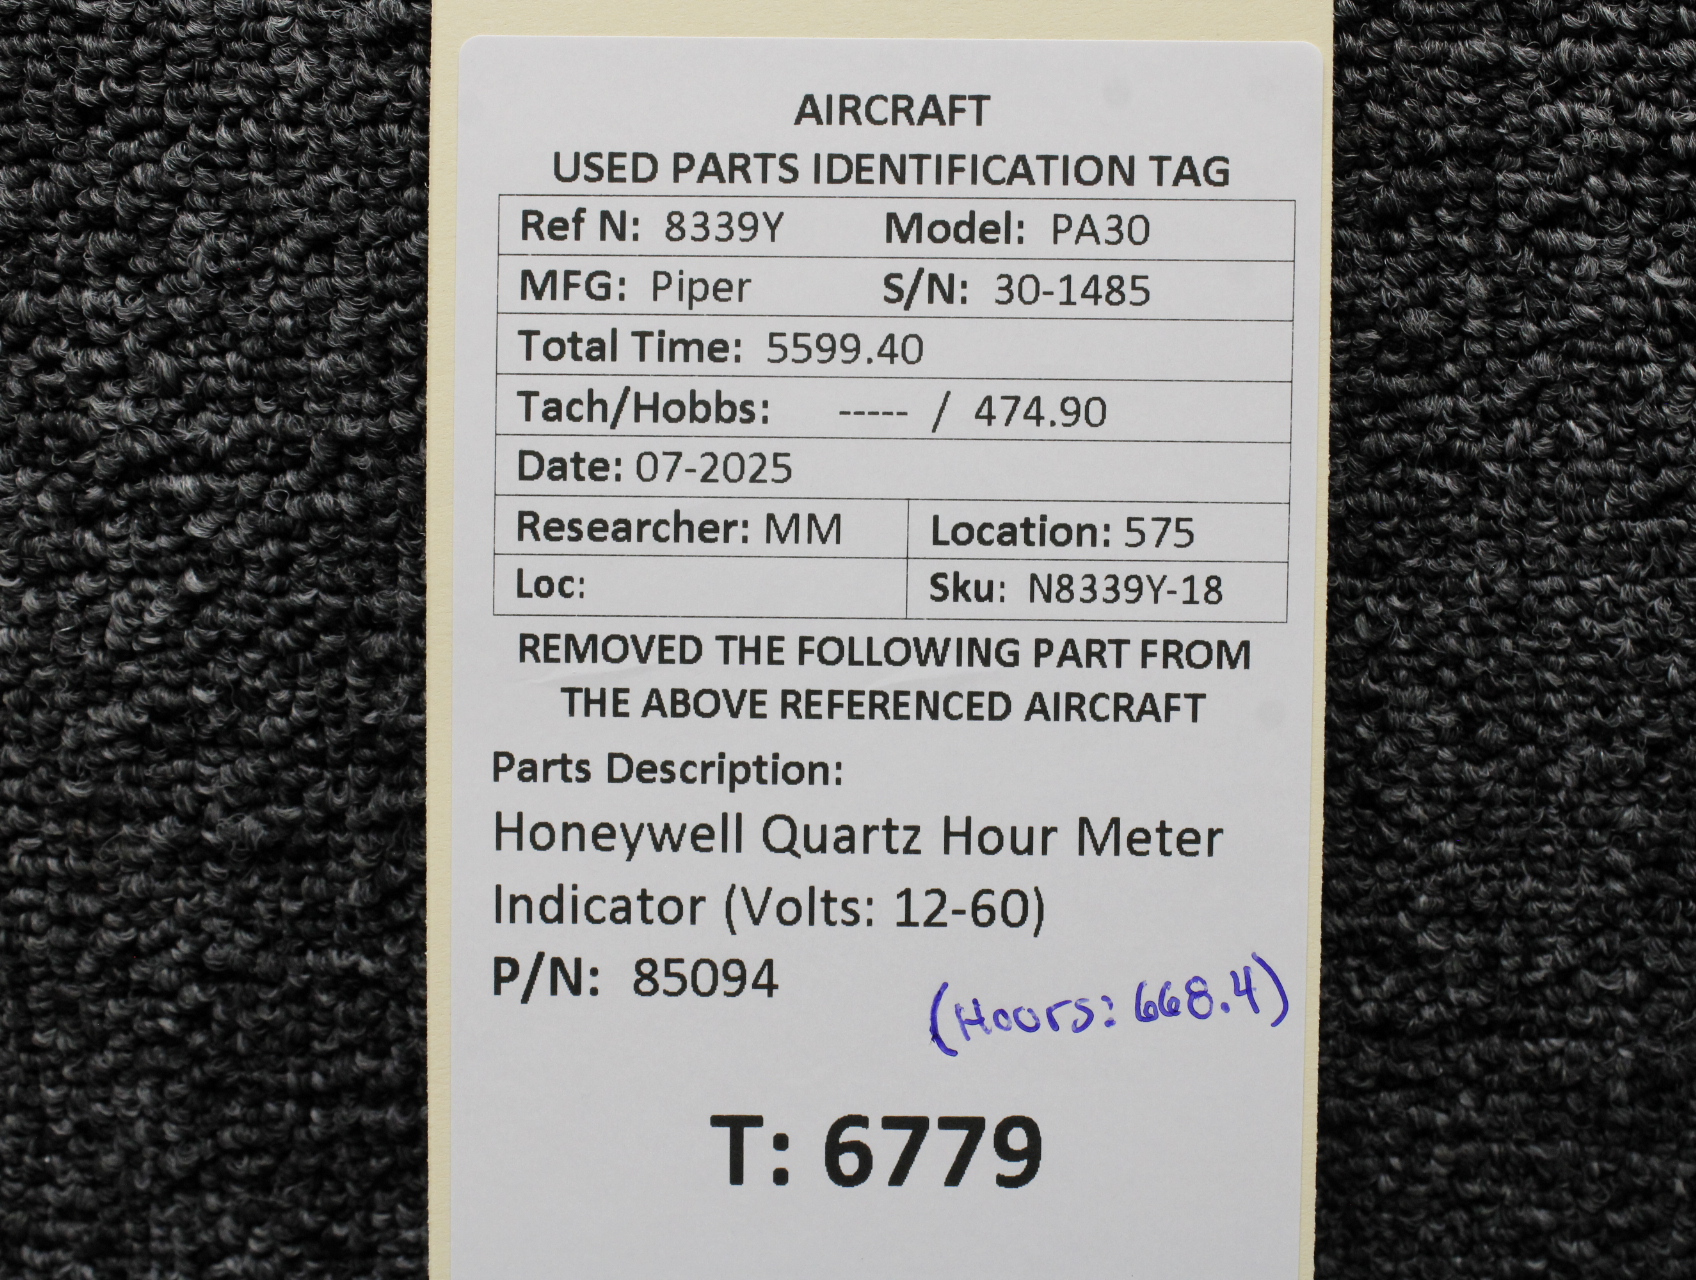 AIRCRAFT
USED PARTS IDENTIFICATION TAG
Ref N: 8339Y Model: PA30
MFG: Piper S/N: 30-1485
Total Time: 5599.40
Tach/Hobbs: ----- / 474.90
Date: 07-2025
Researcher: MM Location: 575
Loc: Sku: N8339Y-18
REMOVED THE FOLLOWING PART FROM
THE ABOVE REFERENCED AIRCRAFT
Parts Description:
Honeywell Quartz Hour Meter
Indicator (Volts: 12-60)
P/N: 85094
(Hours: 668.4)
T: 6779